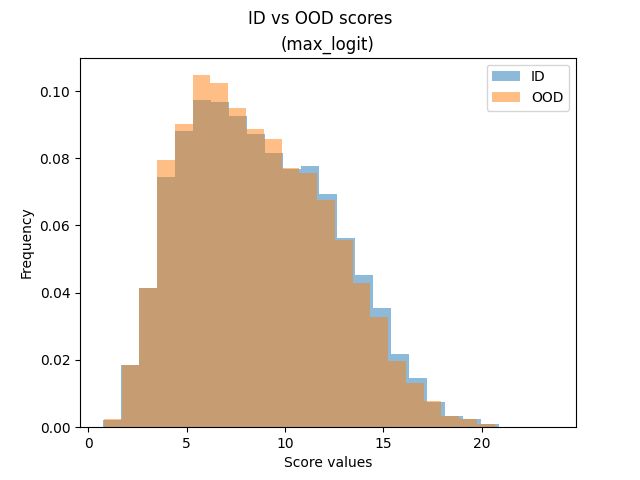 ID vs OOD scores
(max_logit)
ID
OOD
0.10
0.08
0.06
0.04
0.02
0.00
Frequency
0
5
10
15
20
Score values